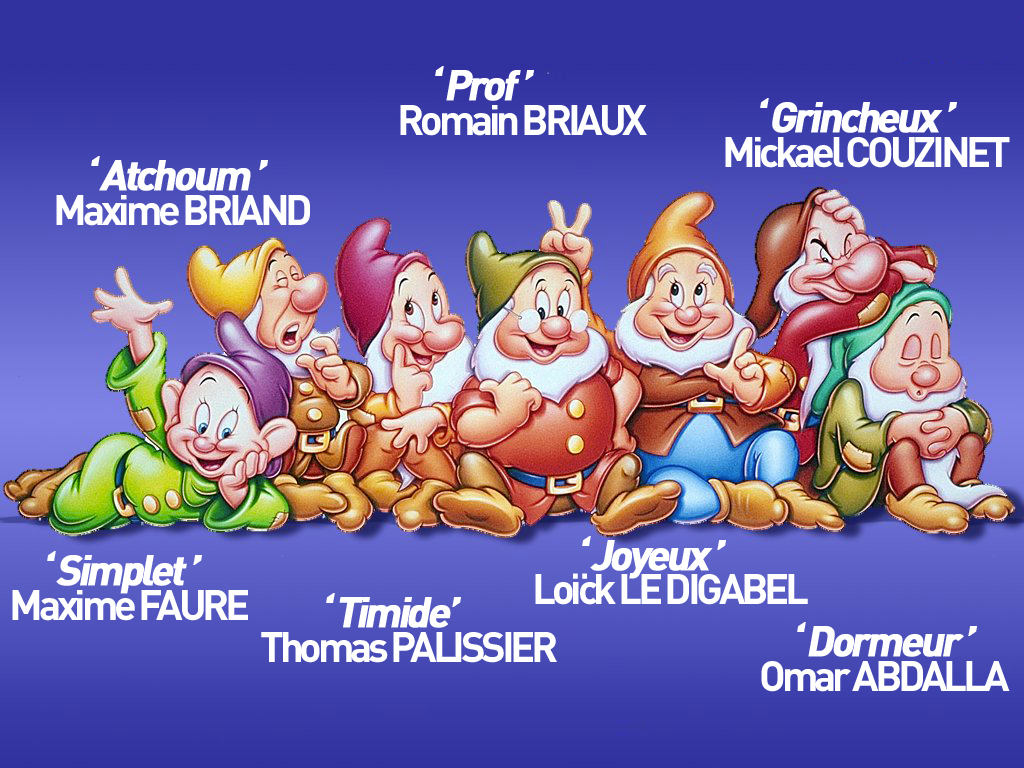 ‘Prof’
Romain BRIAUX
‘Grincheux’
Mickael COUZINET
‘Atchoum’
Maxime BRIAND
‘Simplet’
Maxime FAURE
‘Timide’
Thomas PALISSIER
‘Joyeux’
Loïck LE DIGABEL
‘Dormeur’
Omar ABDALLA